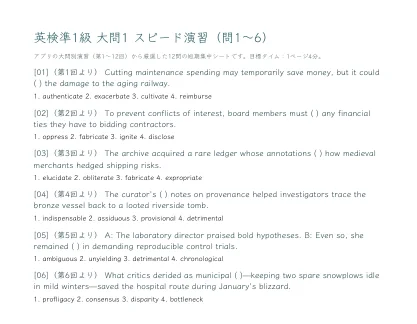 英検準1級 大問1 スピード演習（問1〜6）
アプリの大問別演習（第1〜12回）から厳選した12問の短期集中シートです。目標タイム：1ページ4分。
[01]（第1回より） Cutting maintenance spending may temporarily save money, but it could
( ) the damage to the aging railway.
1. authenticate 2. exacerbate 3. cultivate 4. reimburse
[02]（第2回より） To prevent conflicts of interest, board members must ( ) any financial
ties they have to bidding contractors.
1. oppress 2. fabricate 3. ignite 4. disclose
[03]（第3回より） The archive acquired a rare ledger whose annotations ( ) how medieval
merchants hedged shipping risks.
1. elucidate 2. obliterate 3. fabricate 4. expropriate
[04]（第4回より） The curator's ( ) notes on provenance helped investigators trace the
bronze vessel back to a looted riverside tomb.
1. indispensable 2. assiduous 3. provisional 4. detrimental
[05]（第5回より） A: The laboratory director praised bold hypotheses. B: Even so, she
remained ( ) in demanding reproducible control trials.
1. ambiguous 2. unyielding 3. detrimental 4. chronological
[06]（第6回より） What critics derided as municipal ( )—keeping two spare snowplows idle
in mild winters—saved the hospital route during January's blizzard.
1. profligacy 2. consensus 3. disparity 4. bottleneck